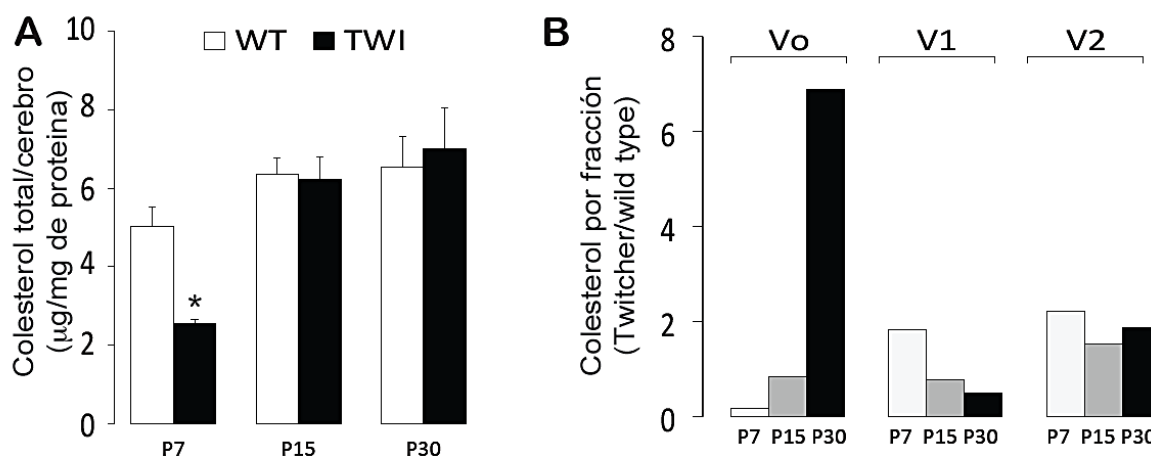 A
Colesterol total/cerebro
(μg/mg de proteina)
10
8
6
4
2
0
WT
TWI
*
P7
P15
P30
B
Colesterol por fracción
(Twitcher/wild type)
8
6
4
2
0
Vo
V1
V2
P7 P15 P30
P7 P15 P30
P7 P15 P30